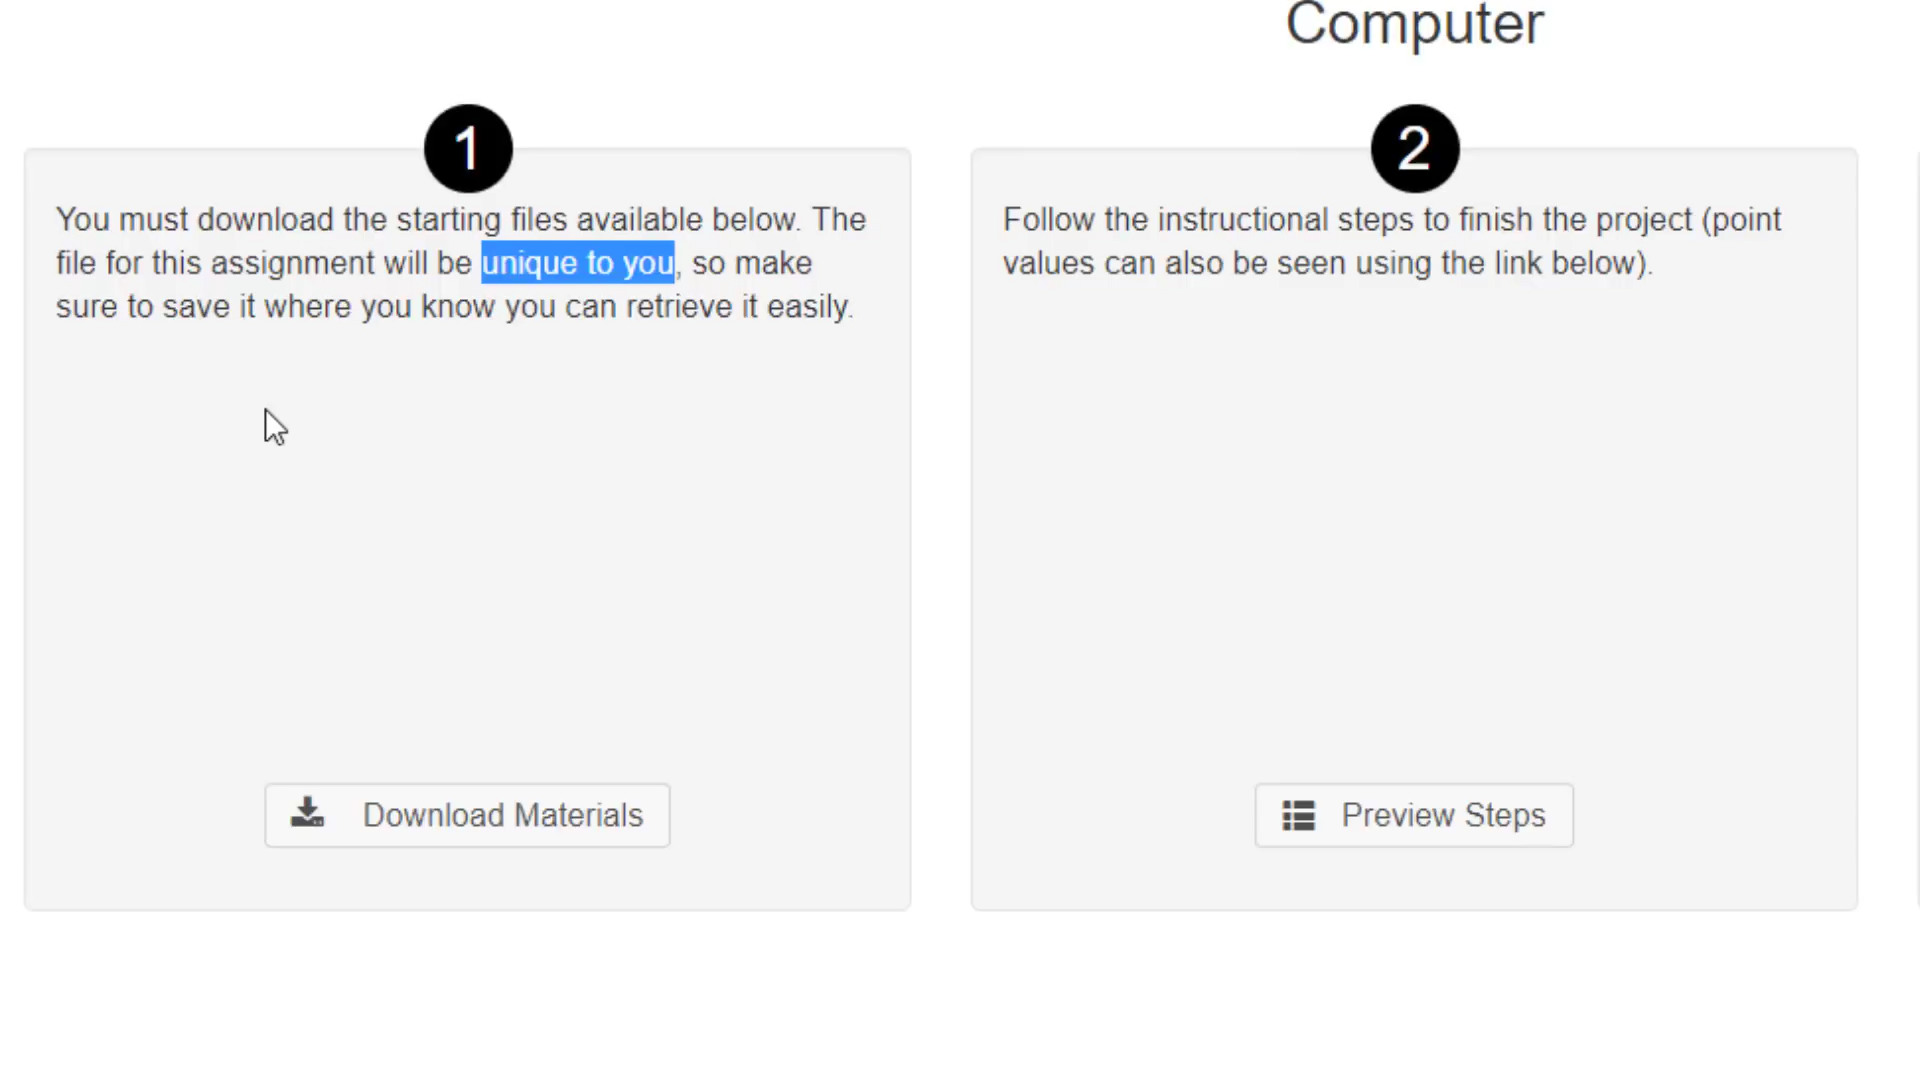 Computer
1
You must download the starting files available below. The
file for this assignment will be unique to you, so make
sure to save it where you know you can retrieve it easily.
Download Materials
2
Follow the instructional steps to finish the project (point
values can also be seen using the link below).
Preview Steps